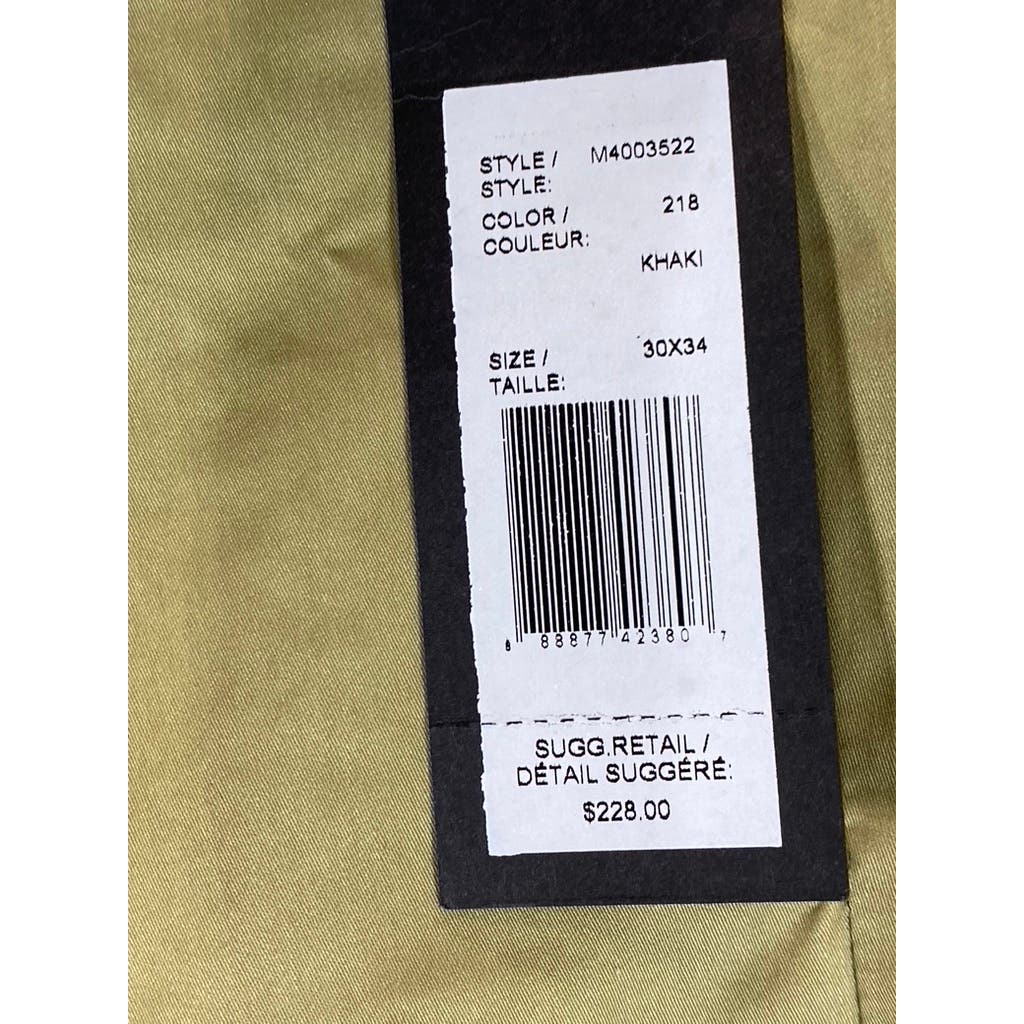 STYLE / M4003522
STYLE:
COLOR / 218
COULEUR:
KHAKI
SIZE / 30X34
TAILLE:
8 88877 42380 7
SUGG.RETAIL /
DÉTAIL SUGGÉRÉ:
$228.00